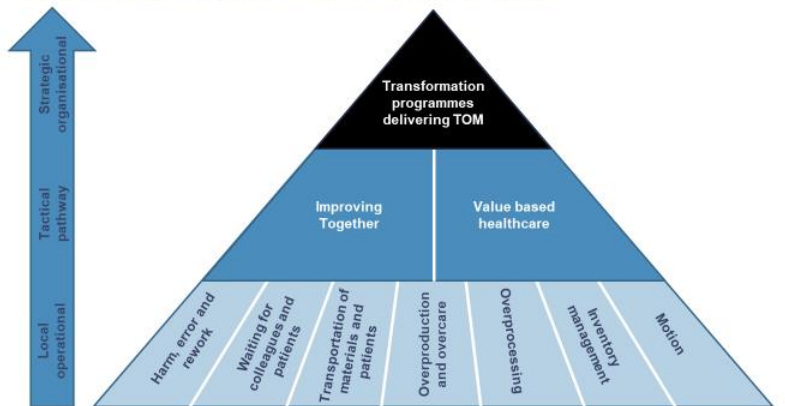 Strategic
organisational
Tactical
pathway
Local
operational
Transformation
programmes
delivering TOM
Improving
Together
Value based
healthcare
Harm, error and
rework
Waiting for
colleagues and
patients
Transportation of
materials and
patients
Overproduction
and overcare
Overprocessing
Inventory
management
Motion